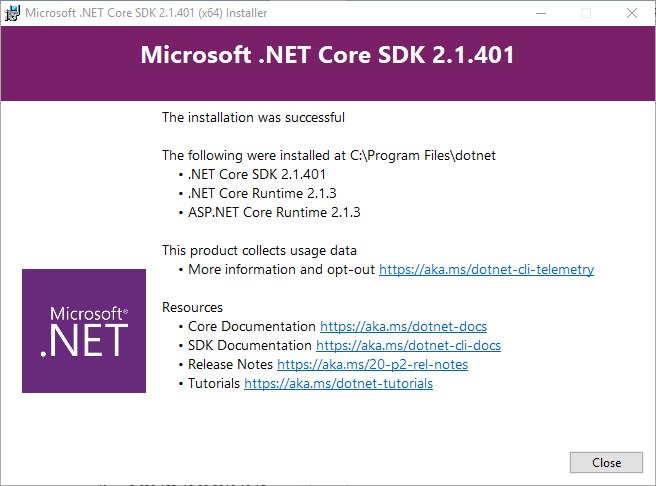 Microsoft .NET Core SDK 2.1.401 (x64) Installer
Microsoft .NET Core SDK 2.1.401
The installation was successful
The following were installed at C:\Program Files\dotnet
• .NET Core SDK 2.1.401
• .NET Core Runtime 2.1.3
• ASP.NET Core Runtime 2.1.3
This product collects usage data
• More information and opt-out https://aka.ms/dotnet-cli-telemetry
Resources
• Core Documentation https://aka.ms/dotnet-docs
• SDK Documentation https://aka.ms/dotnet-cli-docs
• Release Notes https://aka.ms/20-p2-rel-notes
• Tutorials https://aka.ms/dotnet-tutorials
Microsoft®
.NET
Close